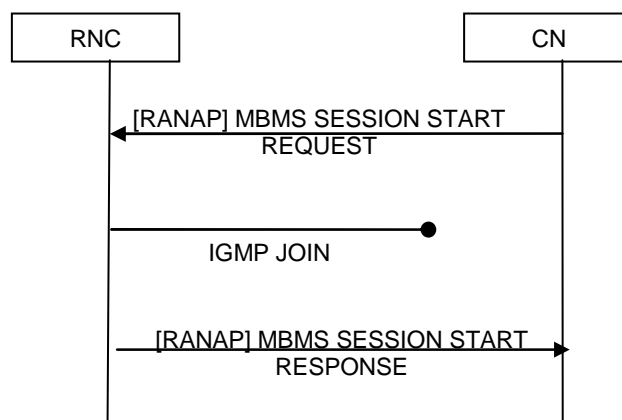 RNC
CN
[RANAP] MBMS SESSION START
REQUEST
IGMP JOIN
[RANAP] MBMS SESSION START
RESPONSE